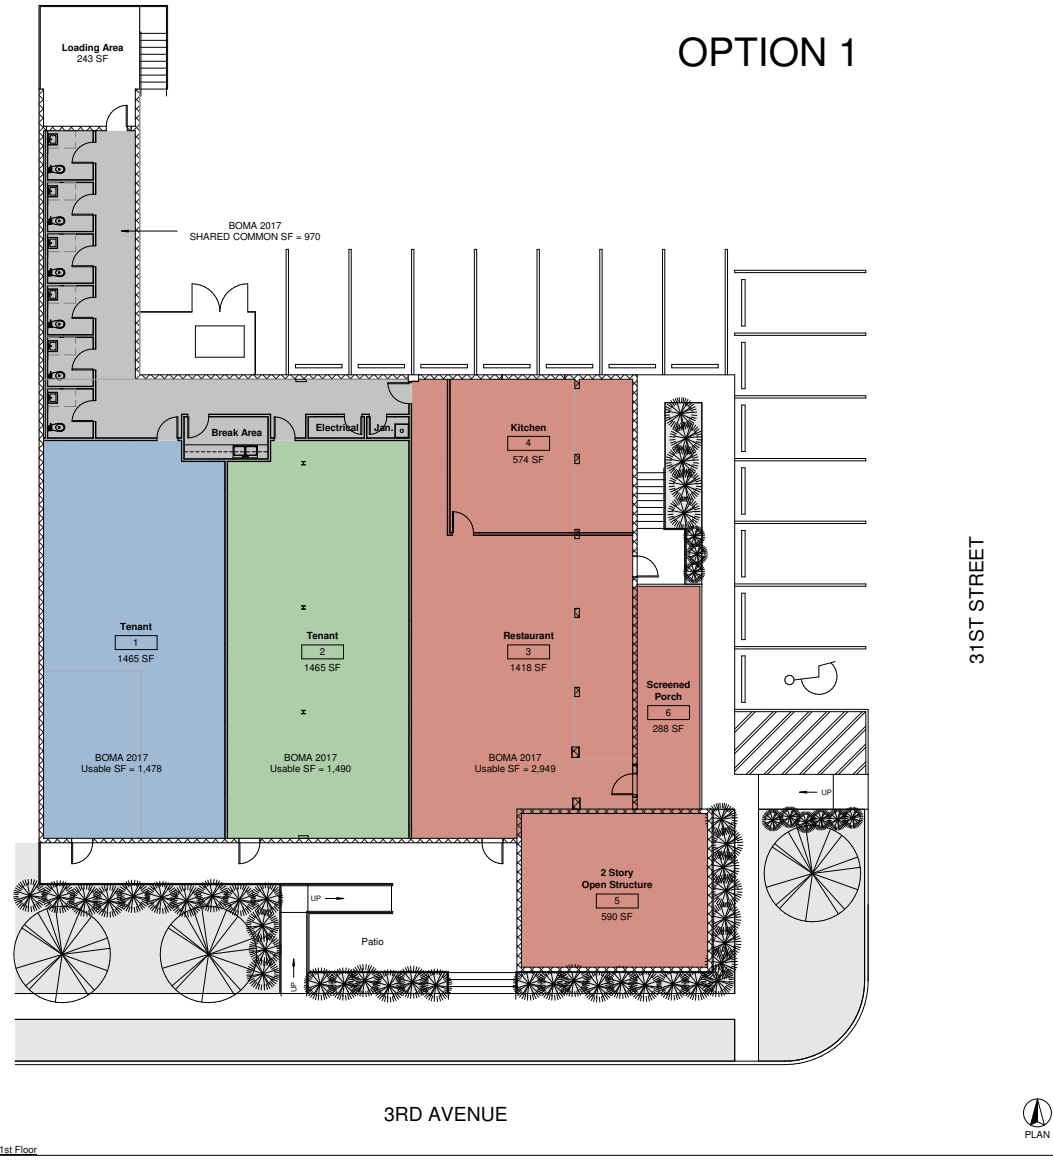 OPTION 1
Loading Area
243 SF
BOMA 2017
SHARED COMMON SF = 970
Break Area
Electrical
Jan.
Kitchen
4
574 SF
Tenant
1
1465 SF
Tenant
2
1465 SF
Restaurant
3
1418 SF
Screened
Porch
6
288 SF
31ST STREET
BOMA 2017
Usable SF = 1,478
BOMA 2017
Usable SF = 1,490
BOMA 2017
Usable SF = 2,949
UP
2 Story
Open Structure
5
590 SF
UP
Patio
UP
3RD AVENUE
PLAN
1st Floor